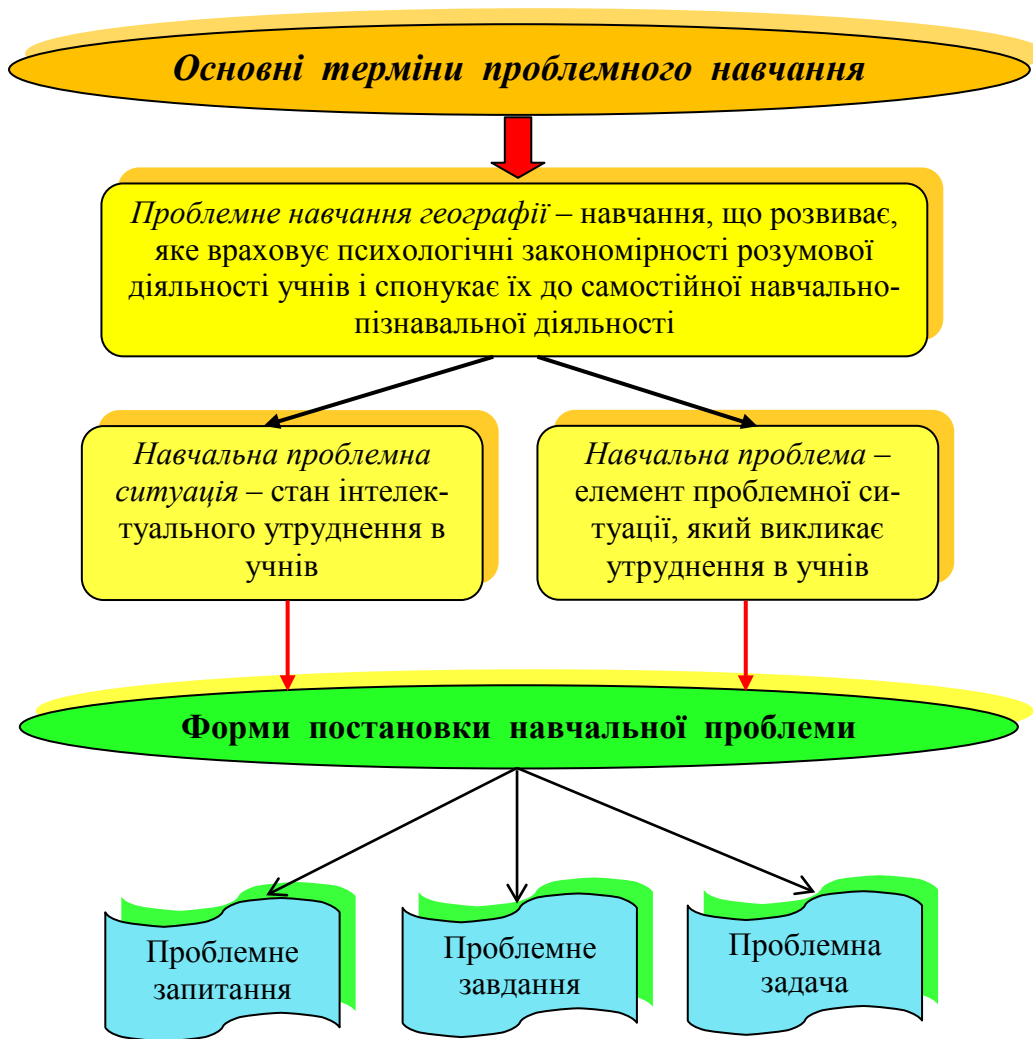 Основні терміни проблемного навчання
Проблемне навчання географії – навчання, що розвиває,
яке враховує психологічні закономірності розумової
діяльності учнів і спонукає їх до самостійної навчально-
пізнавальної діяльності
Навчальна проблемна
ситуація – стан інтелек-
туального утруднення в
учнів
Навчальна проблема –
елемент проблемної си-
туації, який викликає
утруднення в учнів
Форми постановки навчальної проблеми
Проблемне
запитання
Проблемне
завдання
Проблемна
задача